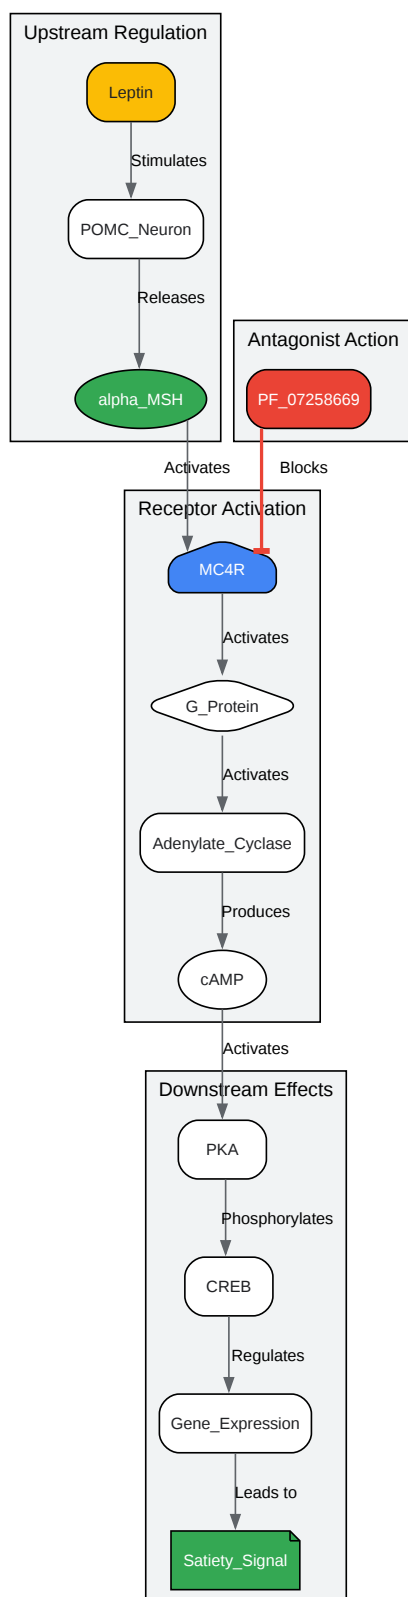 Upstream Regulation
Leptin
Stimulates
POMC_Neuron
Releases
alpha_MSH
Antagonist Action
PF_07258669
Activates
Blocks
Receptor Activation
MC4R
Activates
G_Protein
Activates
Adenylate_Cyclase
Produces
cAMP
Activates
Downstream Effects
PKA
Phosphorylates
CREB
Regulates
Gene_Expression
Leads to
Satiety_Signal